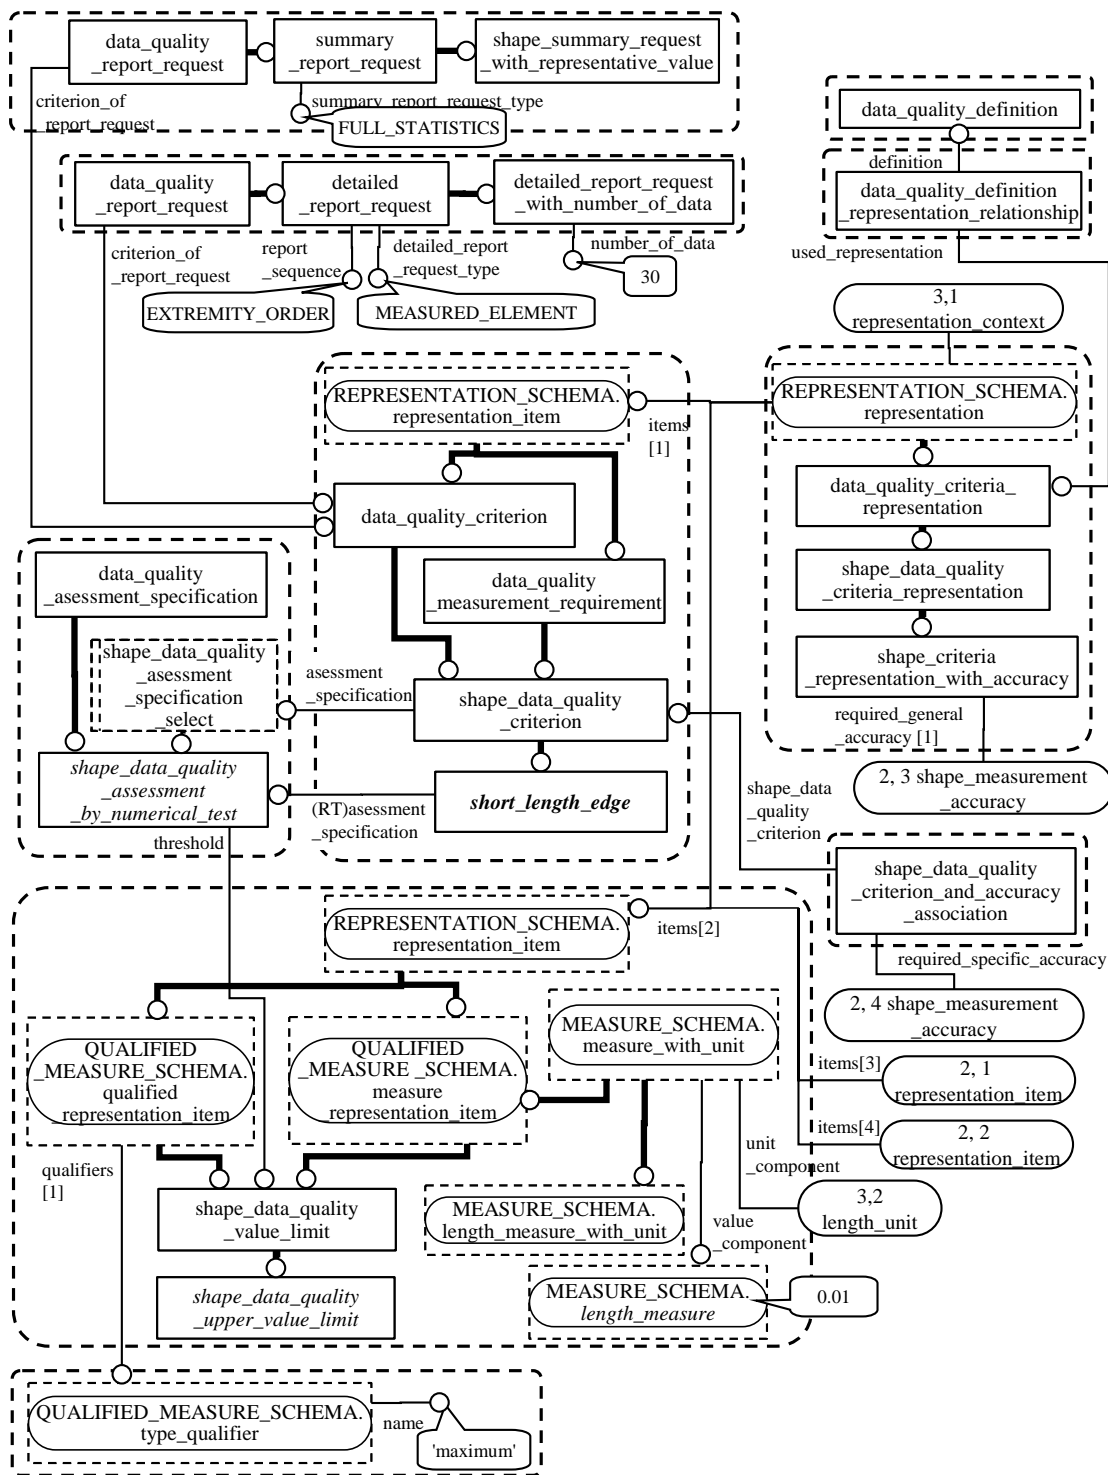 data_quality
_report_request
summary
_report_request
shape_summary_request
_with_representative_value
criterion_of
_report_request
summary_report_request_type
FULL_STATISTICS
data_quality_definition
definition
data_quality_definition
_representation_relationship
used_representation
data_quality
_report_request
detailed
_report_request
detailed_report_request
_with_number_of_data
criterion_of
_report_request
report
_sequence
detailed_report
_request_type
number_of_data
30
EXTREMITY_ORDER
MEASURED_ELEMENT
3,1
representation_context
REPRESENTATION_SCHEMA.
representation_item
items
[1]
REPRESENTATION_SCHEMA.
representation
data_quality_criterion
data_quality_criteria_
representation
data_quality
_asessment_specification
data_quality
_measurement_requirement
shape_data_quality
_criteria_representation
shape_data_quality
_asessment
_specification
_select
asessment
_specification
shape_data_quality
_criterion
shape_criteria
_representation_with_accuracy
required_general
_accuracy [1]
shape_data_quality
_assessment
_by_numerical_test
(RT)asessment
_specification
short_length_edge
2, 3 shape_measurement
_accuracy
shape_data
_quality
_criterion
threshold
shape_data_quality
_criterion_and_accuracy
_association
required_specific_accuracy
2, 4 shape_measurement
_accuracy
REPRESENTATION_SCHEMA.
representation_item
items[2]
QUALIFIED
_MEASURE_SCHEMA.
qualified
_representation_item
QUALIFIED
_MEASURE _SCHEMA.
measure
_representation_item
MEASURE_SCHEMA.
measure_with_unit
items[3]
2, 1
representation_item
items[4]
2, 2
representation_item
qualifiers
[1]
unit
_component
shape_data_quality
_value_limit
MEASURE_SCHEMA.
length_measure_with_unit
value
_component
3,2
length_unit
shape_data_quality
_upper_value_limit
MEASURE_SCHEMA.
length_measure
0.01
QUALIFIED_MEASURE_SCHEMA.
type_qualifier
name
'maximum'